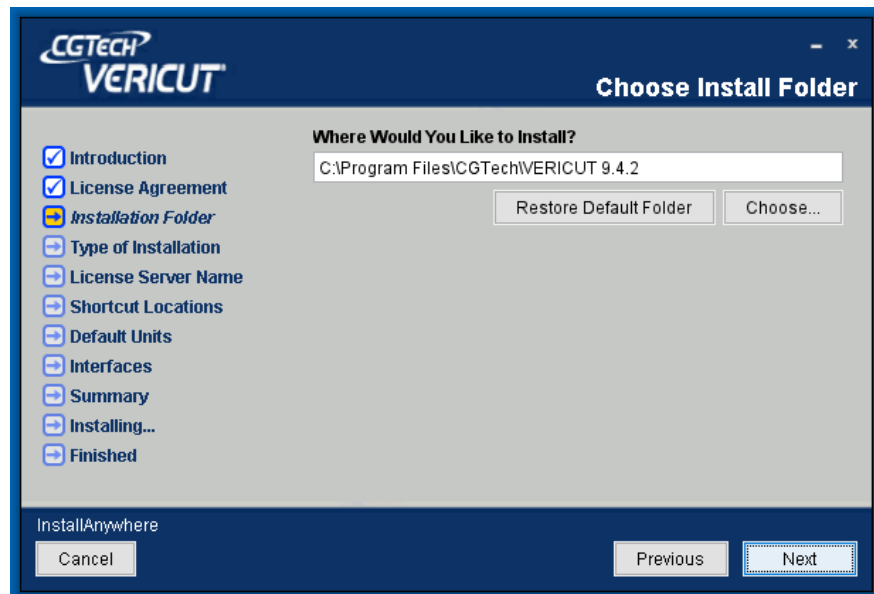 CGTECH
VERICUT
Choose Install Folder
Introduction
License Agreement
Installation Folder
Type of Installation
License Server Name
Shortcut Locations
Default Units
Interfaces
Summary
Installing...
Finished
Where Would You Like to Install?
C:\Program Files\CGTech\VERICUT 9.4.2
Restore Default Folder
Choose...
InstallAnywhere
Cancel
Previous
Next